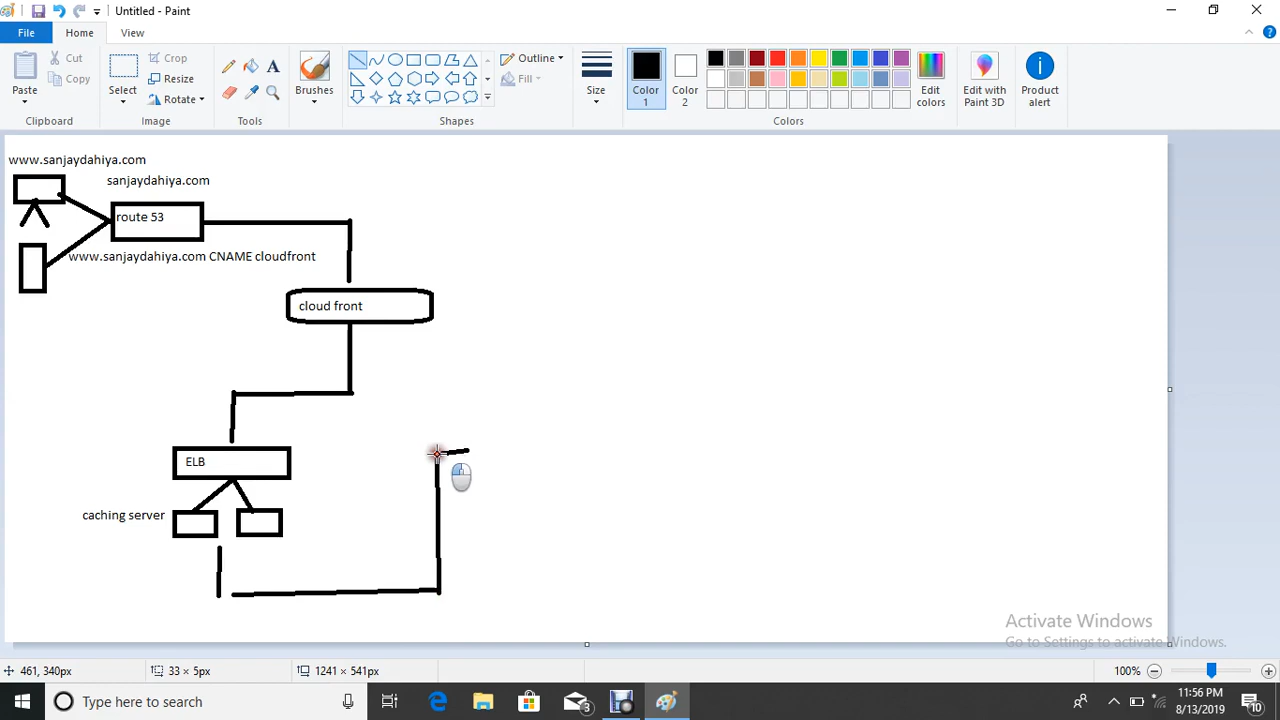 Untitled - Paint
File
Home
View
Paste
Cut
Copy
Clipboard
Select
Crop
Resize
Rotate
Image
A
Tools
Brushes
Shapes
Outline
Fill
Size
Color 1
Color 2
Colors
Edit colors
Edit with Paint 3D
Product alert
www.sanjaydahiya.com
sanjaydahiya.com
route 53
www.sanjaydahiya.com CNAME cloudfront
cloud front
ELB
caching server
Activate Windows
Go to Settings to activate Windows.
461, 340px
33 × 5px
1241 × 541px
100%
Type here to search
3
11:56 PM
8/13/2019
10